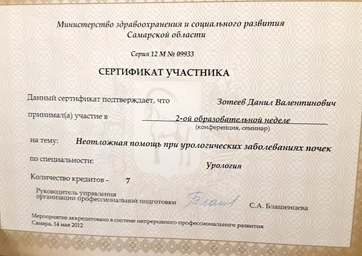 Министерство здравоохранения и социального развития
Самарской области
Серия 12 М № 09933
СЕРТИФИКАТ УЧАСТНИКА
Данный сертификат подтверждает, что Зотеев Данил Валентинович
принимал(а) участие в 2-ой образовательной неделе
(конференция, семинар)
на тему: Неотложная помощь при урологических заболеваниях почек
по специальности: Урология
Количество кредитов - 7
Руководитель управления
организации профессиональной подготовки С.А. Блашенцева
Мероприятие аккредитовано в системе непрерывного профессионального развития
Самара, 14 мая 2012